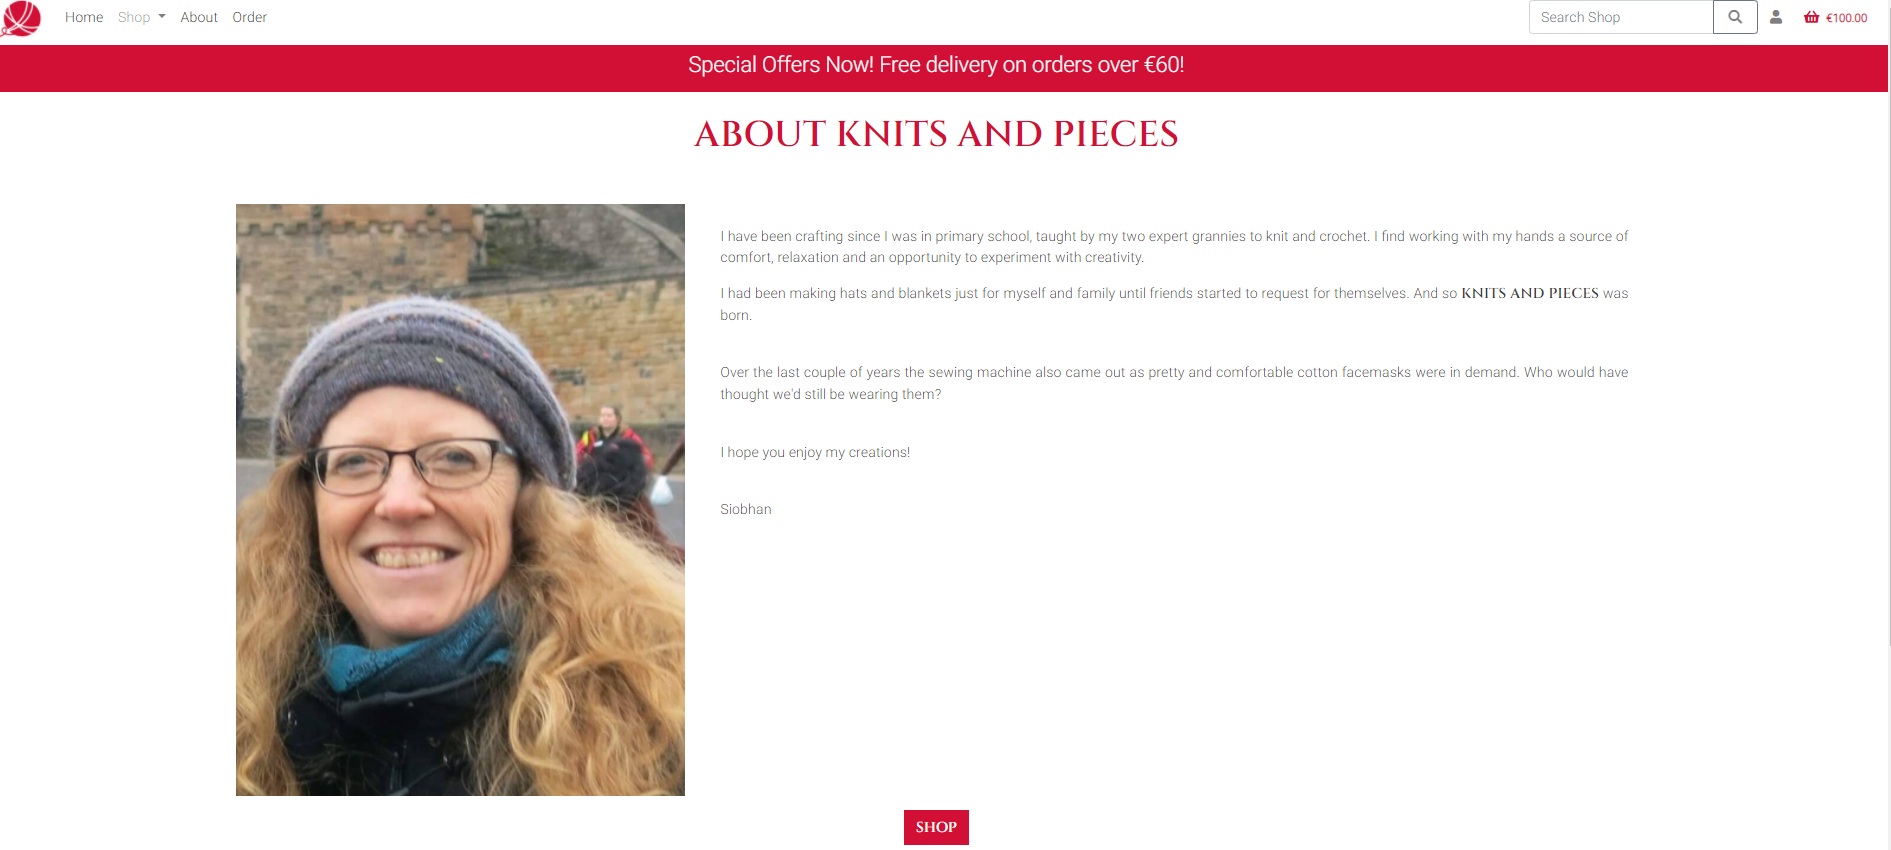 Home Shop About Order Search Shop €100.00
Special Offers Now! Free delivery on orders over €60!
ABOUT KNITS AND PIECES
I have been crafting since I was in primary school, taught by my two expert grannies to knit and crochet. I find working with my hands a source of
comfort, relaxation and an opportunity to experiment with creativity.
I had been making hats and blankets just for myself and family until friends started to request for themselves. And so KNITS AND PIECES was
born.
Over the last couple of years the sewing machine also came out as pretty and comfortable cotton facemasks were in demand. Who would have
thought we'd still be wearing them?
I hope you enjoy my creations!
Siobhan
SHOP